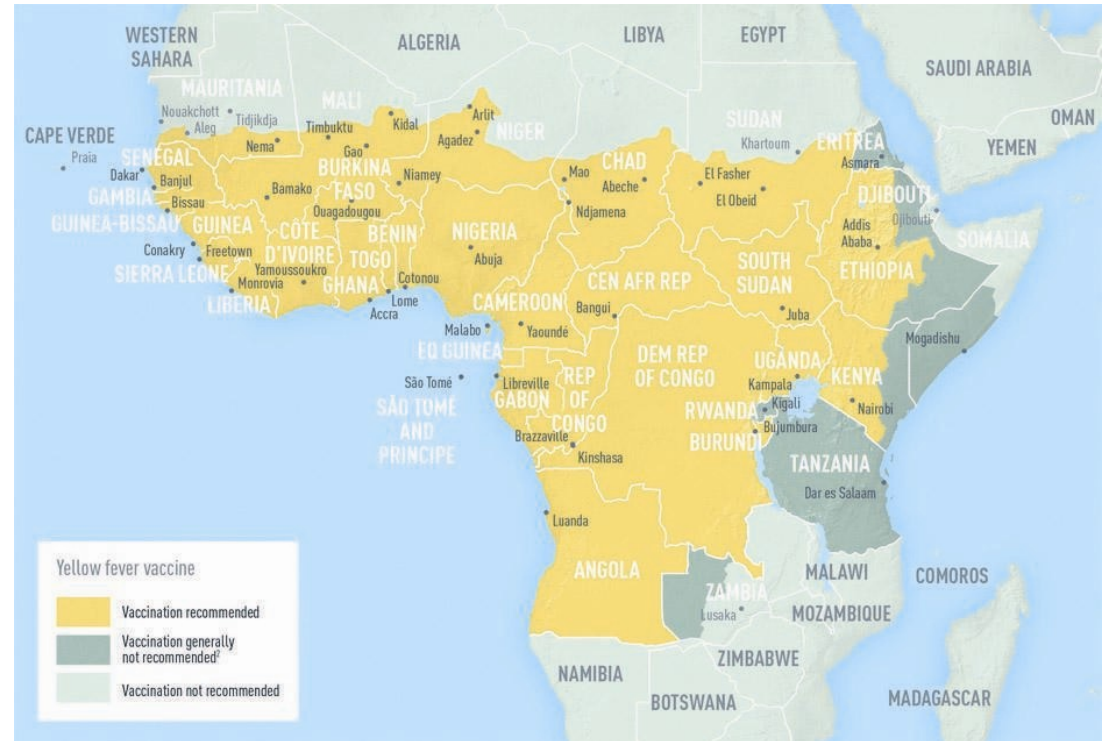 WESTERN
SAHARA
ALGERIA
LIBYA
EGYPT
SAUDI ARABIA
OMAN
YEMEN
MAURITANIA
Nouakchott
Aleg
Tidjikdja
Nema
MALI
Timbuktu
Kidal
Gao
Bamako
Arlit
Agadez
NIGER
Niamey
SUDAN
Khartoum
El Fasher
El Obeid
ERITREA
Asmara
CAPE VERDE
Praia
SENEGAL
Dakar
Banjul
GAMBIA
Bissau
GUINEA-BISSAU
GUINEA
Conakry
Freetown
SIERRA LEONE
Monrovia
LIBERIA
BURKINA
FASO
Ouagadougou
CÔTE
D'IVOIRE
Yamoussoukro
GHANA
Accra
TOGO
Lome
BENIN
Cotonou
NIGERIA
Abuja
CHAD
Mao
Abeche
Ndjamena
DJIBOUTI
Djibouti
Addis
Ababa
ETHIOPIA
SOMALIA
Mogadishu
CAMEROON
Yaoundé
CEN AFR REP
Bangui
SOUTH
SUDAN
Juba
Malabo
EQ GUINEA
São Tomé
SÃO TOMÉ
AND
PRINCIPE
Libreville
GABON
REP
OF
CONGO
Brazzaville
DEM REP
OF CONGO
Kinshasa
UGANDA
Kampala
KENYA
Nairobi
RWANDA
Kigali
BURUNDI
Bujumbura
TANZANIA
Dar es Salaam
Luanda
ANGOLA
ZAMBIA
Lusaka
MALAWI
COMOROS
MOZAMBIQUE
NAMIBIA
ZIMBABWE
BOTSWANA
MADAGASCAR
Yellow fever vaccine
Vaccination recommended
Vaccination generally
not recommended²
Vaccination not recommended